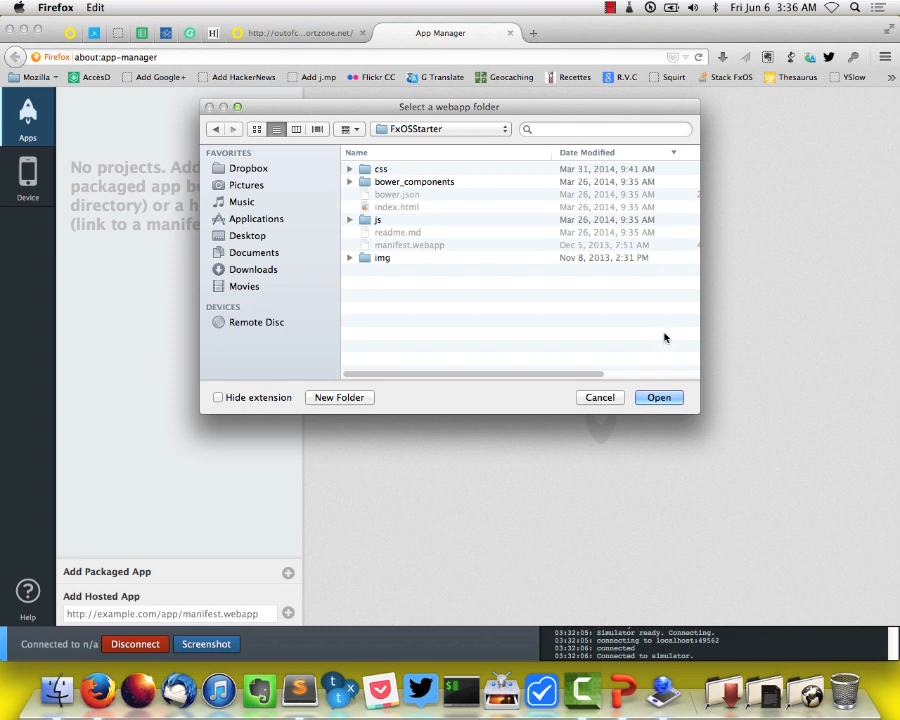 Firefox Edit Fri Jun 6 3:36 AM
http://outofc...ortzone.net/ App Manager
Firefox about:app-manager
Mozilla AccèsD Add Google+ Add HackerNews Add j.mp Flickr CC G Translate Geocaching Recettes R.V.C Squirt Stack FxOS Thesaurus YSlow »
Select a webapp folder
FxOSStarter
Apps
Device
No projects. Add
packaged app
directory) or a h
(link to a manife
FAVORITES
Dropbox
Pictures
Music
Applications
Desktop
Documents
Downloads
Movies
DEVICES
Remote Disc
Name Date Modified
css Mar 31, 2014, 9:41 AM
bower_components Mar 26, 2014, 9:35 AM
bower.json Mar 26, 2014, 9:35 AM
index.html Mar 26, 2014, 9:35 AM
js Mar 26, 2014, 9:35 AM
readme.md Mar 26, 2014, 9:35 AM
manifest.webapp Dec 5, 2013, 7:51 AM
img Nov 8, 2013, 2:31 PM
Hide extension New Folder Cancel Open
Add Packaged App
Add Hosted App
http://example.com/app/manifest.webapp
Help
Connected to n/a Disconnect Screenshot
03:32:05: Simulator ready. Connecting.
03:32:05: connecting to localhost:49562
03:32:06: connected
03:32:06: Connected to simulator.